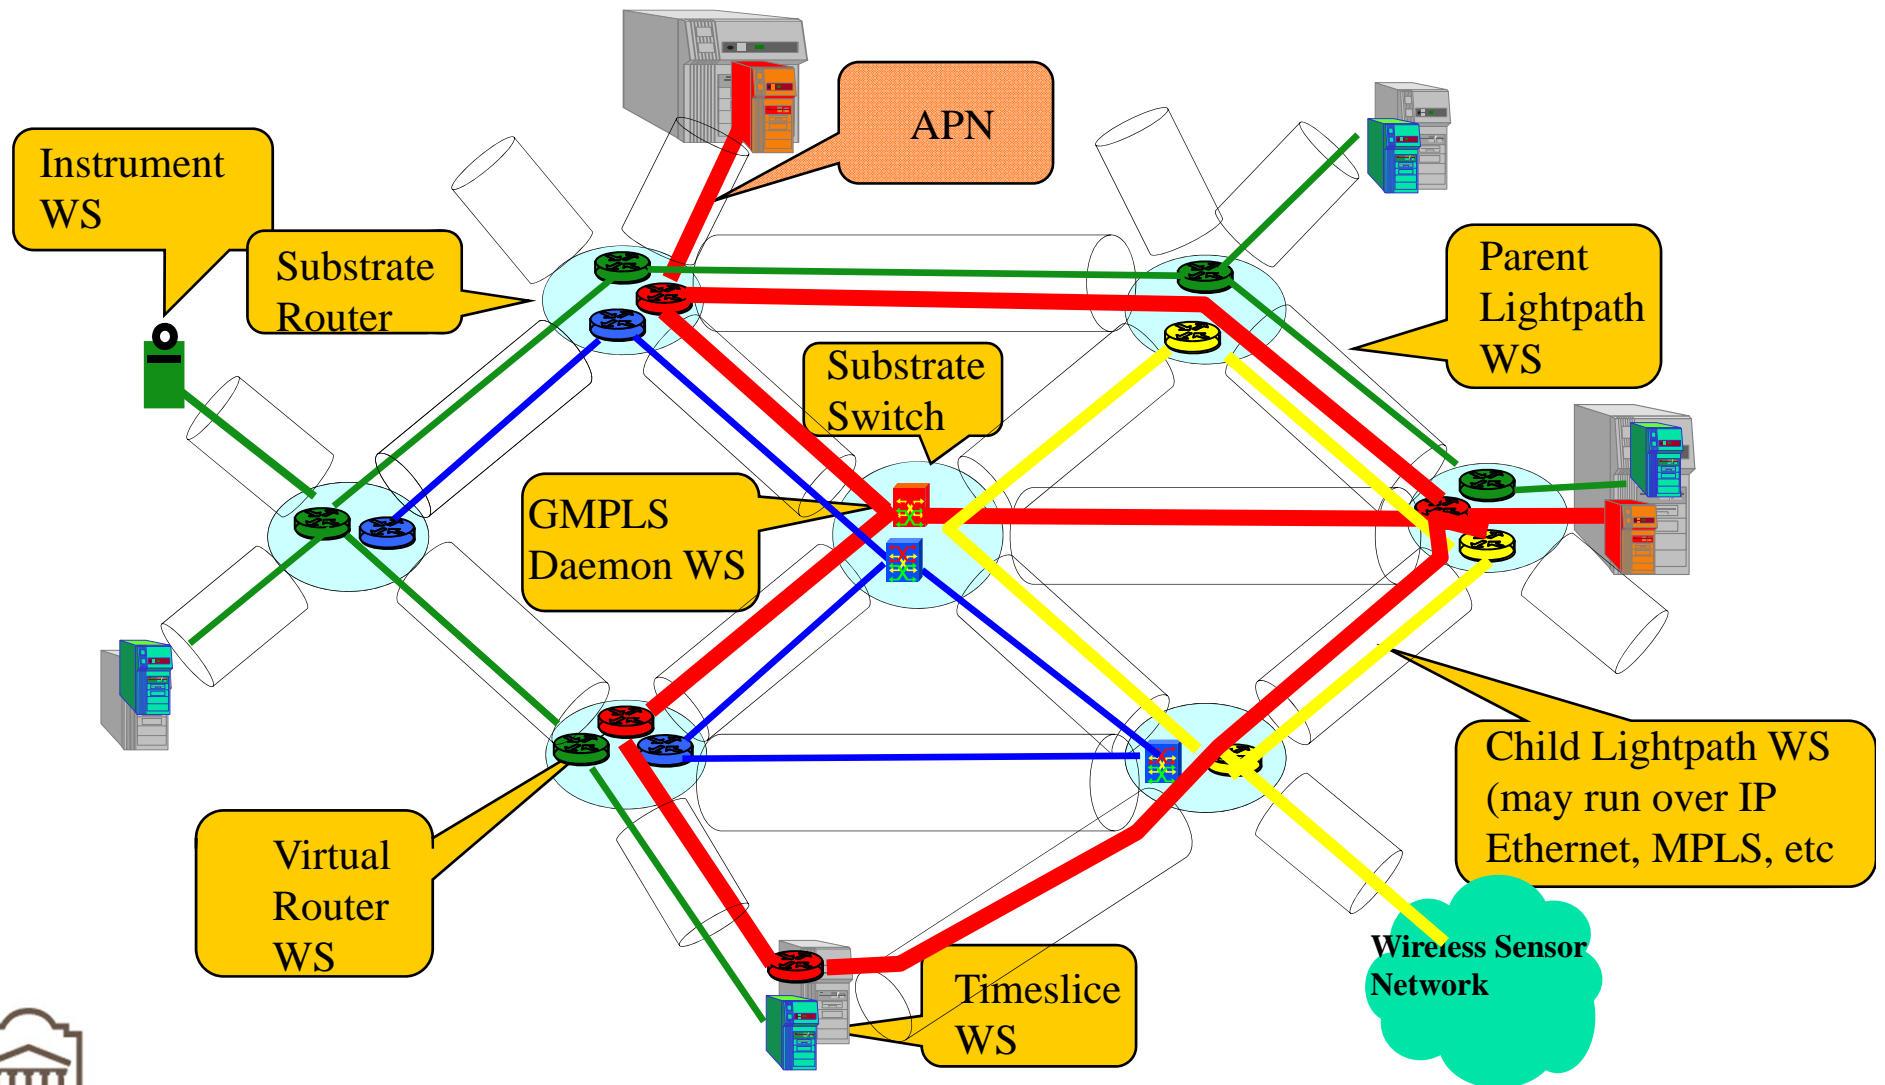 APN
Instrument
WS
Substrate
Router
Parent
Lightpath
WS
Substrate
Switch
GMPLS
Daemon WS
Child Lightpath WS
(may run over IP
Ethernet, MPLS, etc
Virtual
Router
WS
Wireless Sensor
Network
Timeslice
WS